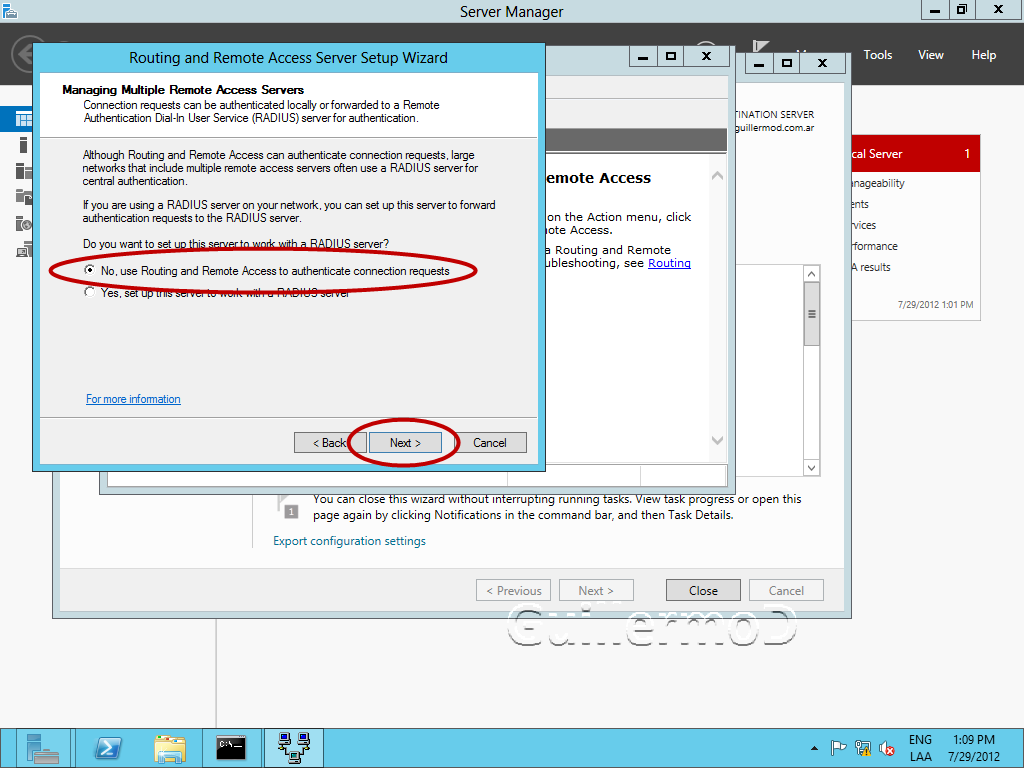 Server Manager
Tools View Help
Routing and Remote Access Server Setup Wizard
Managing Multiple Remote Access Servers
Connection requests can be authenticated locally or forwarded to a Remote
Authentication Dial-In User Service (RADIUS) server for authentication.
Although Routing and Remote Access can authenticate connection requests, large
networks that include multiple remote access servers often use a RADIUS server for
central authentication.
If you are using a RADIUS server on your network, you can set up this server to forward
authentication requests to the RADIUS server.
Do you want to set up this server to work with a RADIUS server?
No, use Routing and Remote Access to authenticate connection requests
Yes, set up this server to work with a RADIUS server
For more information
< Back Next > Cancel
emote Access
on the Action menu, click
ote Access.
a Routing and Remote
ubleshooting, see Routing
TINATION SERVER
guillermod.com.ar
cal Server 1
anageability
ents
rvices
rformance
A results
7/29/2012 1:01 PM
1
You can close this wizard without interrupting running tasks. View task progress or open this
page again by clicking Notifications in the command bar, and then Task Details.
Export configuration settings
< Previous Next > Close Cancel
GuillermoD
C:\_
ENG 1:09 PM
LAA 7/29/2012